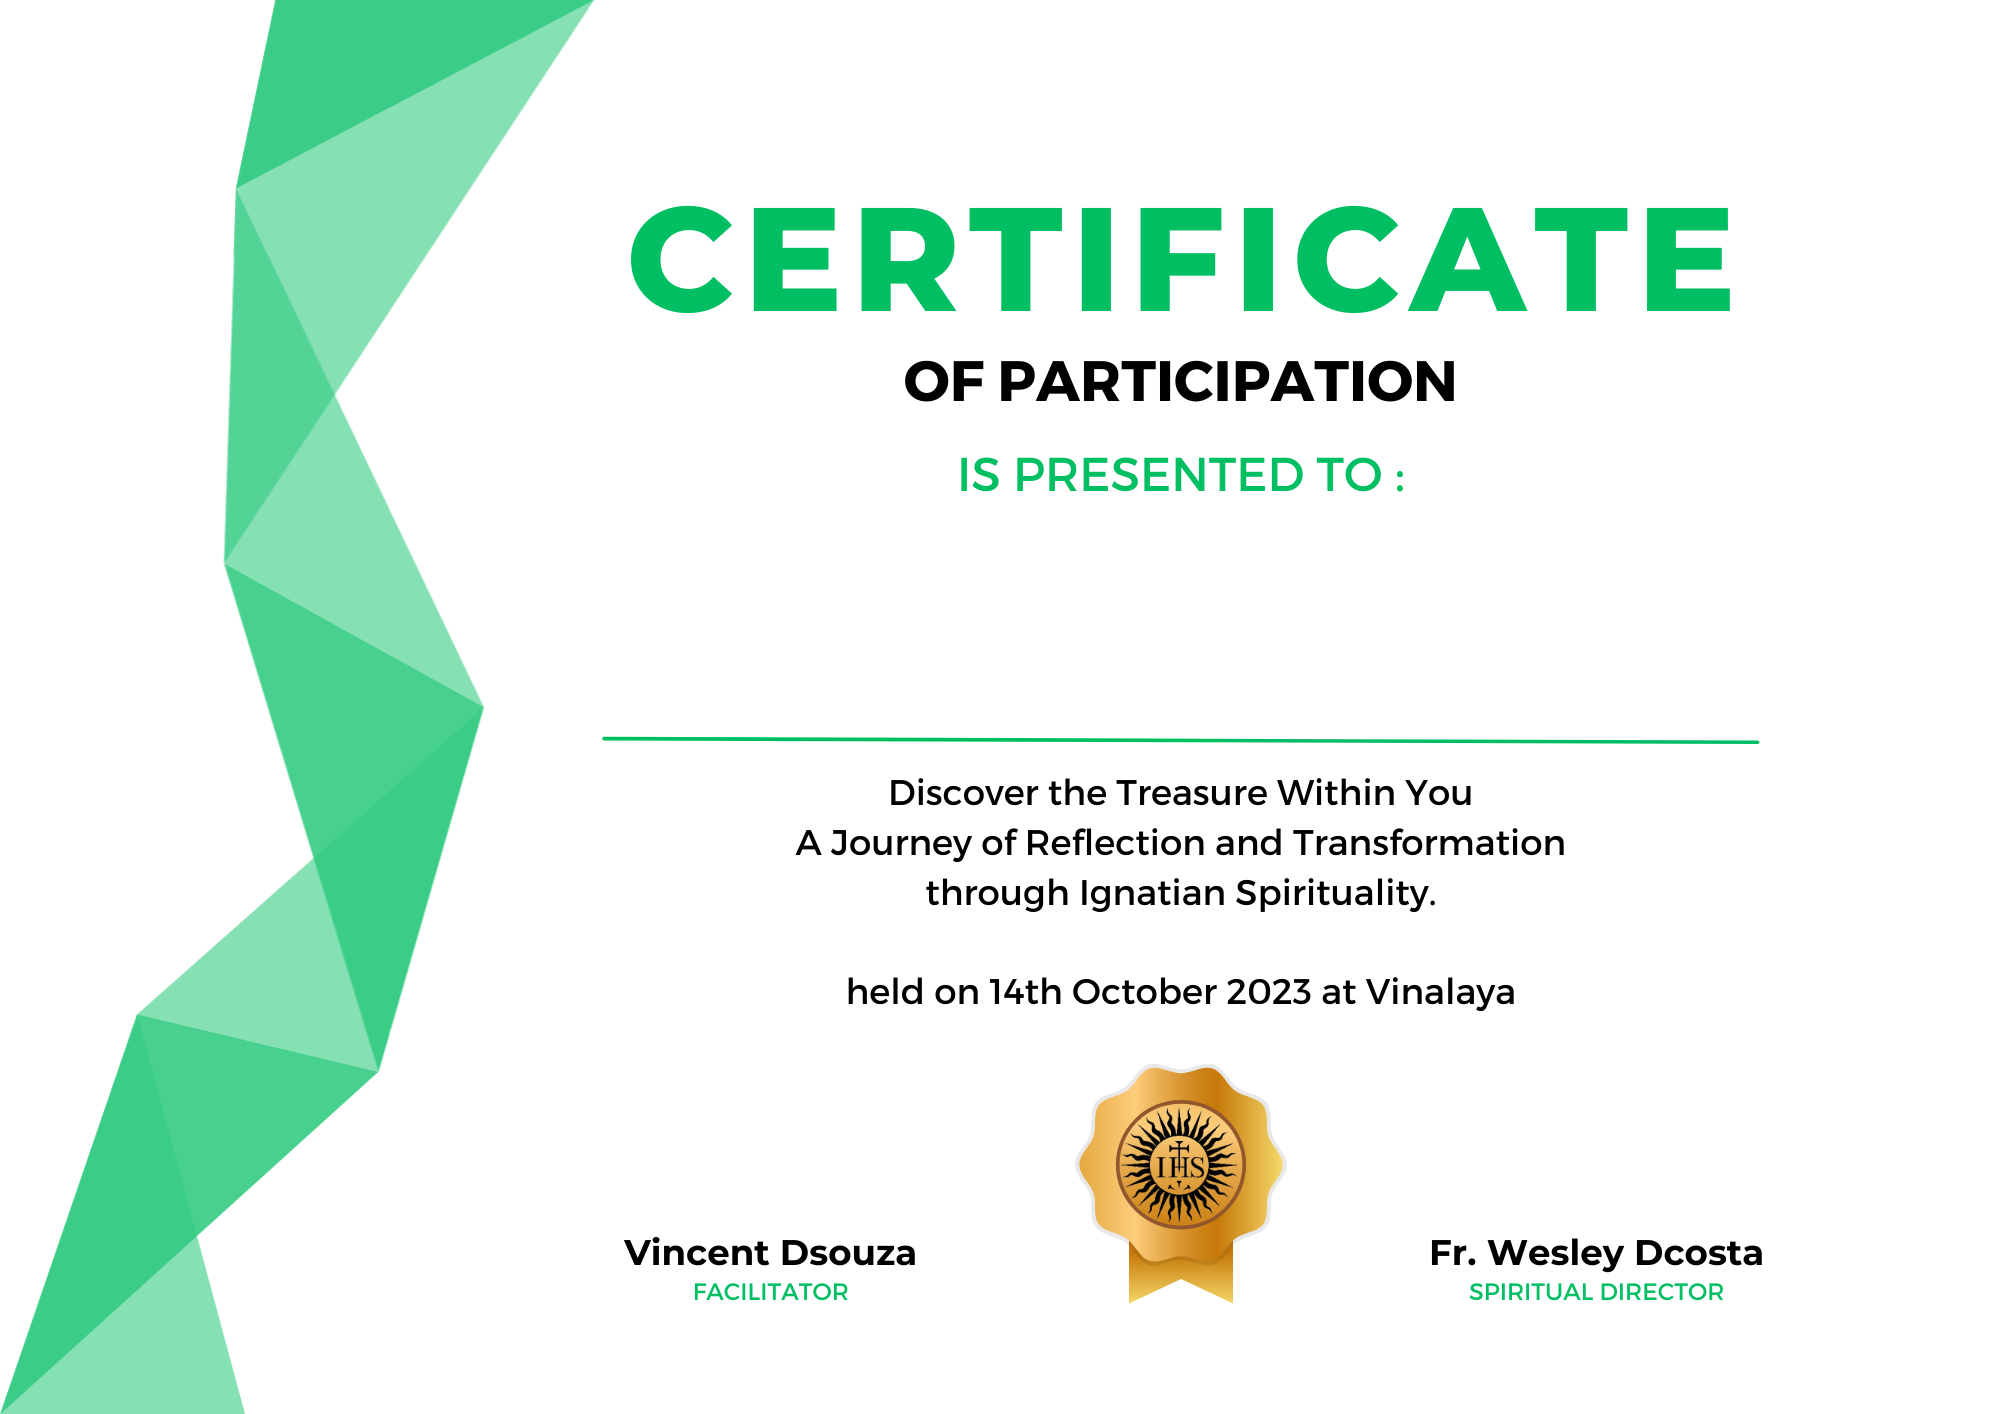 CERTIFICATE
OF PARTICIPATION
IS PRESENTED TO :
Discover the Treasure Within You
A Journey of Reflection and Transformation
through Ignatian Spirituality.
held on 14th October 2023 at Vinalaya
IHS
Vincent Dsouza
FACILITATOR
Fr. Wesley Dcosta
SPIRITUAL DIRECTOR